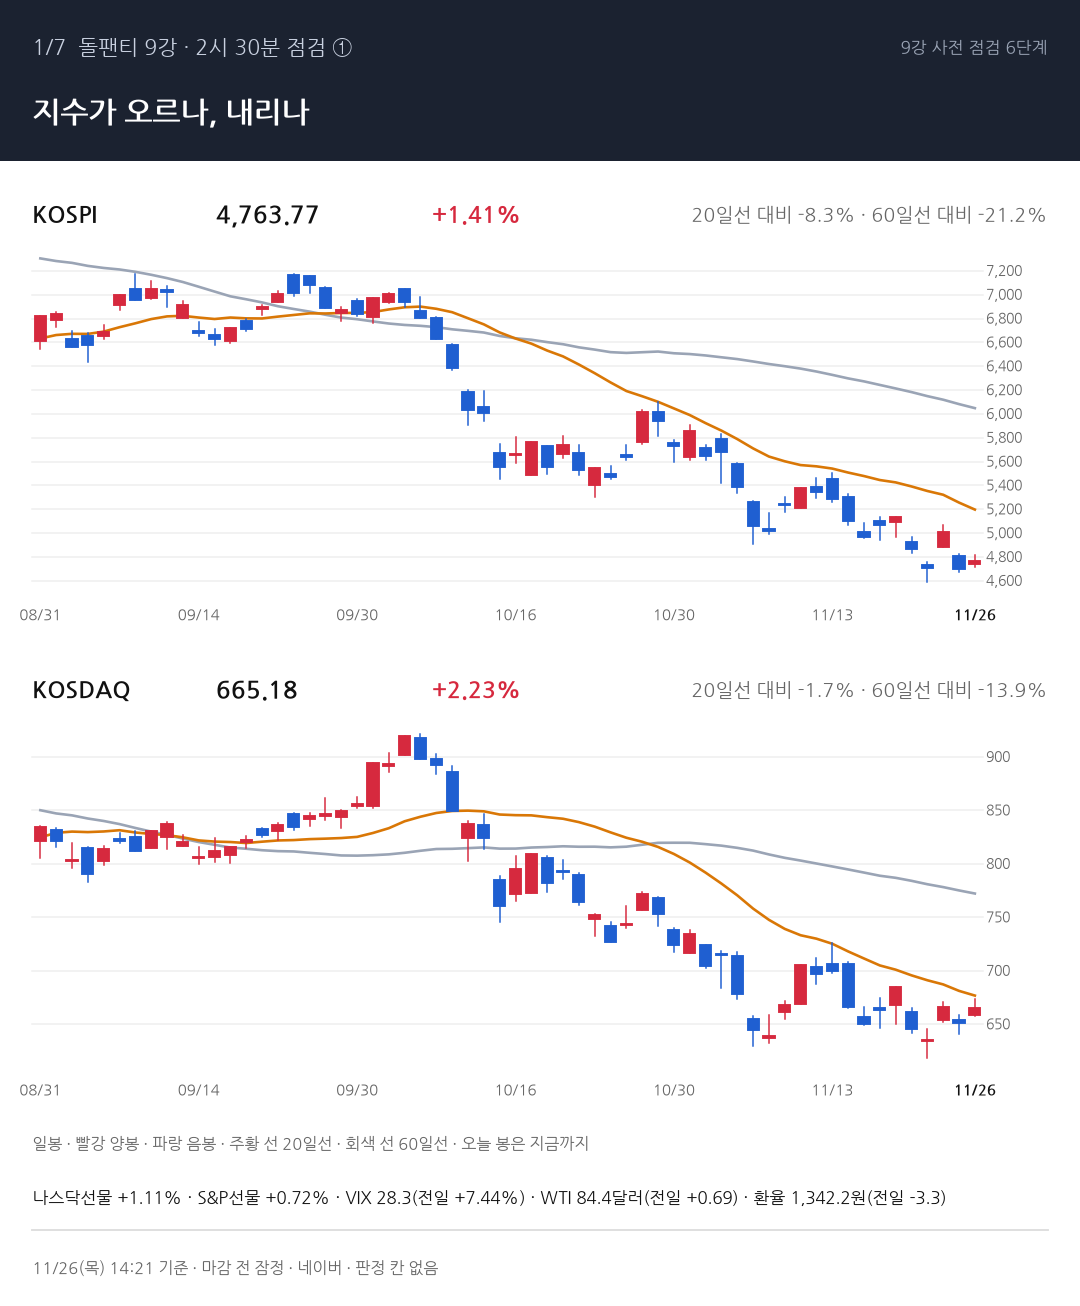 1/7 돌팬티 9강 · 2시 30분 점검 ①
9강 사전 점검 6단계
지수가 오르나, 내리나
KOSPI 4,763.77 +1.41% 20일선 대비 -8.3% · 60일선 대비 -21.2%
7,200
7,000
6,800
6,600
6,400
6,200
6,000
5,800
5,600
5,400
5,200
5,000
4,800
4,600
08/31 09/14 09/30 10/16 10/30 11/13 11/26
KOSDAQ 665.18 +2.23% 20일선 대비 -1.7% · 60일선 대비 -13.9%
900
850
800
750
700
650
08/31 09/14 09/30 10/16 10/30 11/13 11/26
일봉 · 빨강 양봉 · 파랑 음봉 · 주황 선 20일선 · 회색 선 60일선 · 오늘 봉은 지금까지
나스닥선물 +1.11% · S&P선물 +0.72% · VIX 28.3(전일 +7.44%) · WTI 84.4달러(전일 +0.69) · 환율 1,342.2원(전일 -3.3)
11/26(목) 14:21 기준 · 마감 전 잠정 · 네이버 · 판정 칸 없음